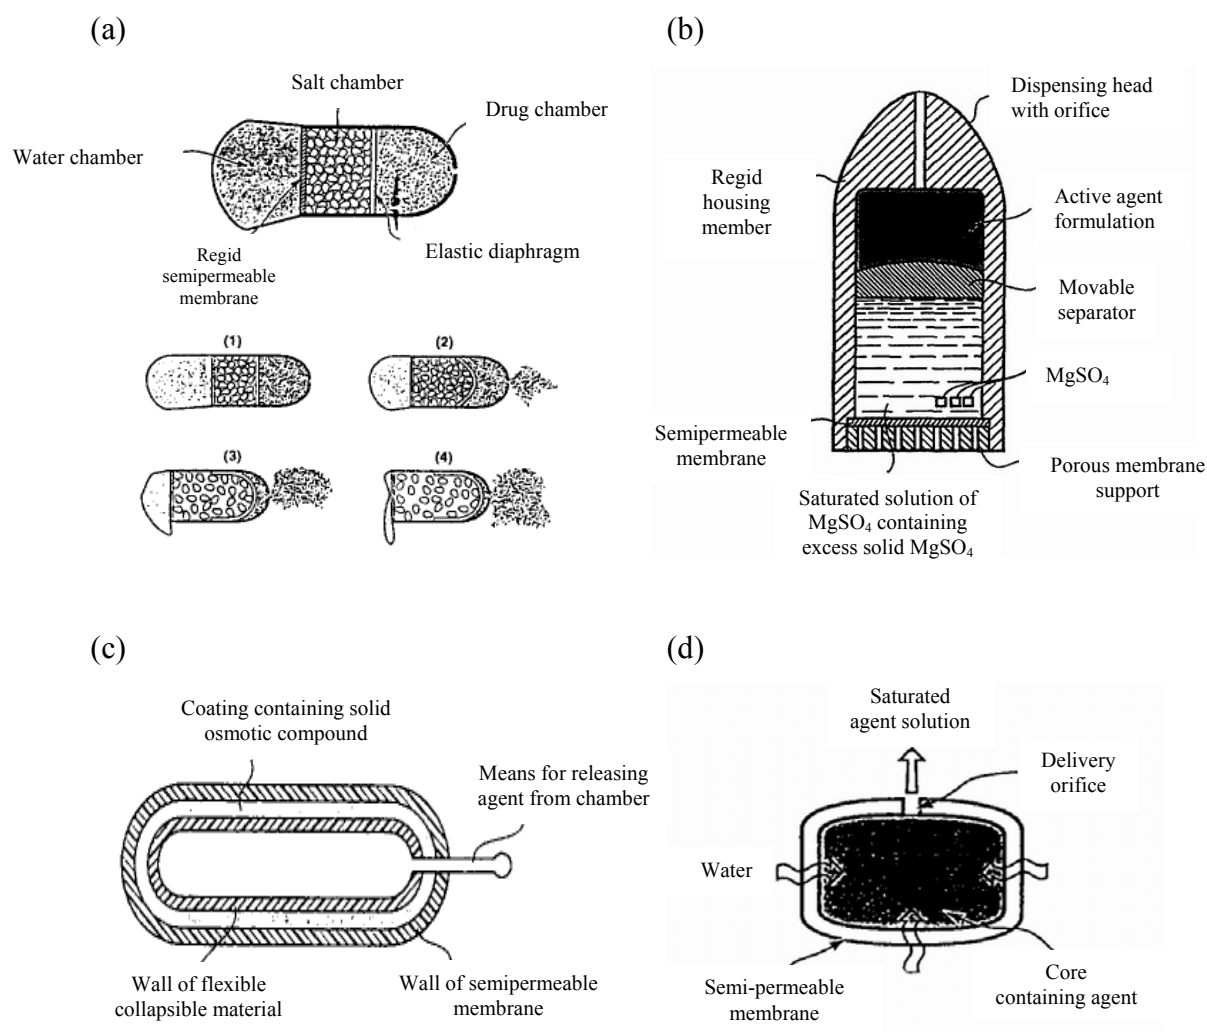 (a)
Salt chamber
Drug chamber
Water chamber
Regid
semipermeable
membrane
Elastic diaphragm
(1)
(2)
(3)
(4)
(b)
Dispensing head
with orifice
Regid
housing
member
Active agent
formulation
Movable
separator
MgSO₄
Semipermeable
membrane
Porous membrane
support
Saturated solution of
MgSO₄ containing
excess solid MgSO₄
(c)
Coating containing solid
osmotic compound
Means for releasing
agent from chamber
Wall of flexible
collapsible material
Wall of semipermeable
membrane
(d)
Saturated
agent solution
Delivery
orifice
Water
Semi-permeable
membrane
Core
containing agent